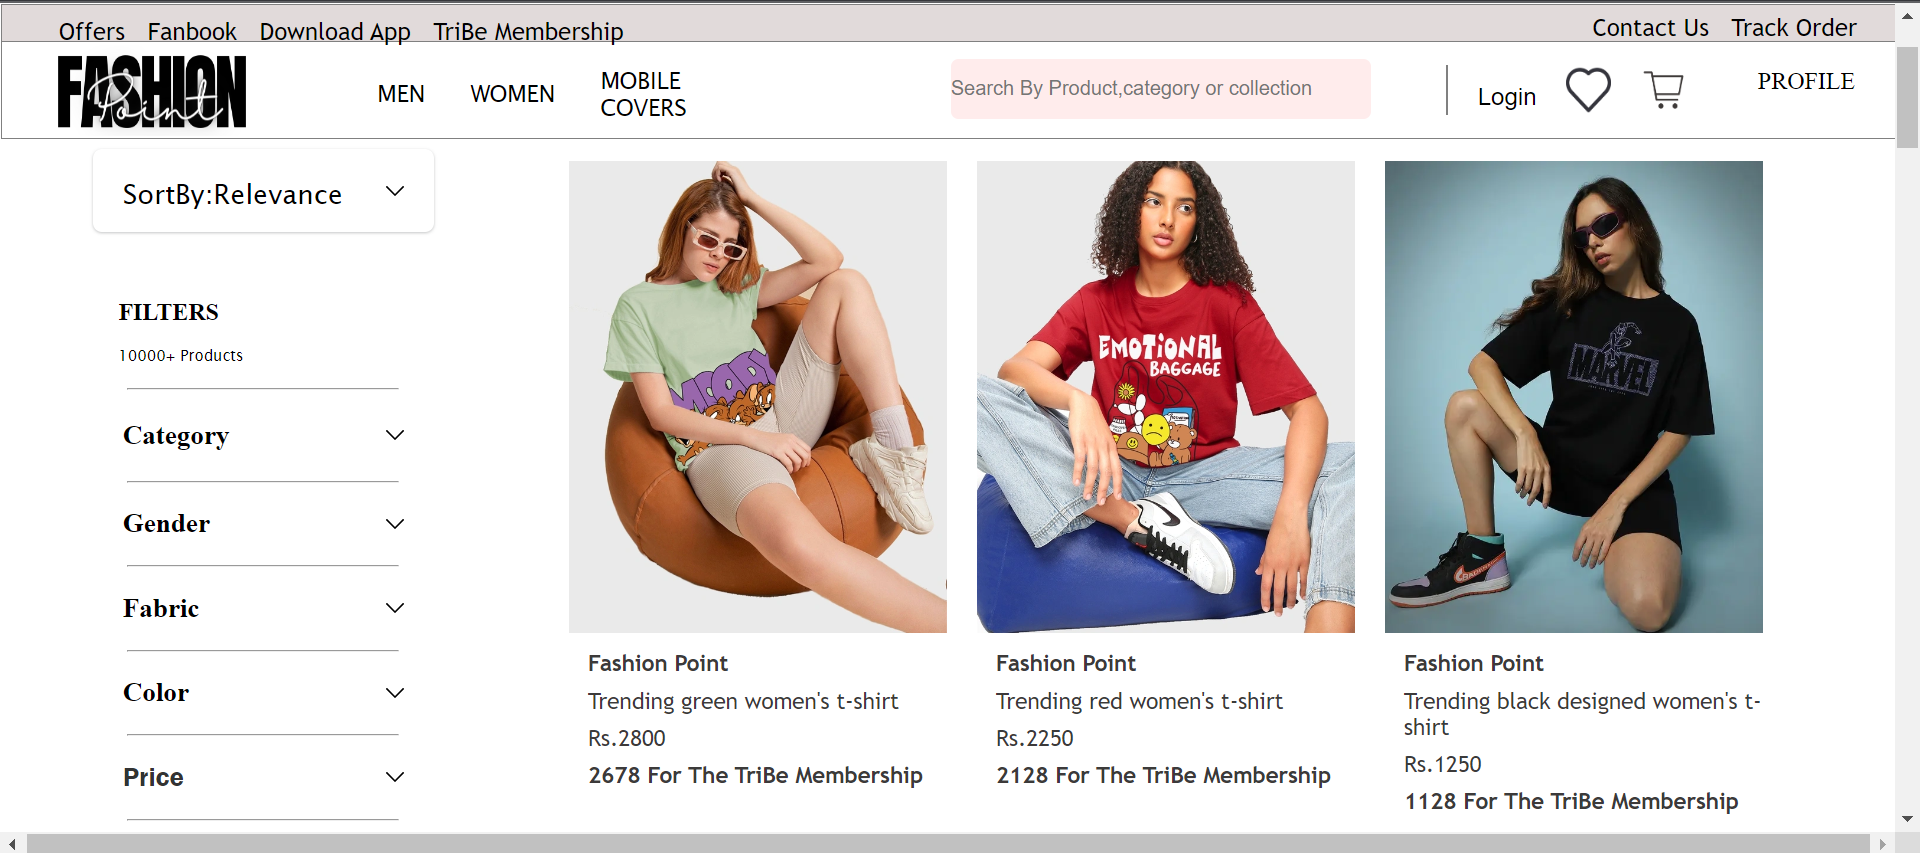 Offers Fanbook Download App TriBe Membership Contact Us Track Order
FASHION
Point
MEN WOMEN MOBILE
COVERS
Search By Product,category or collection
Login
PROFILE
SortBy:Relevance
FILTERS
10000+ Products
Category
Gender
Fabric
Color
Price
MOODY
EMOTIONAL
BAGGAGE
MARVEL
Fashion Point
Trending green women's t-shirt
Rs.2800
2678 For The TriBe Membership
Fashion Point
Trending red women's t-shirt
Rs.2250
2128 For The TriBe Membership
Fashion Point
Trending black designed women's t-
shirt
Rs.1250
1128 For The TriBe Membership